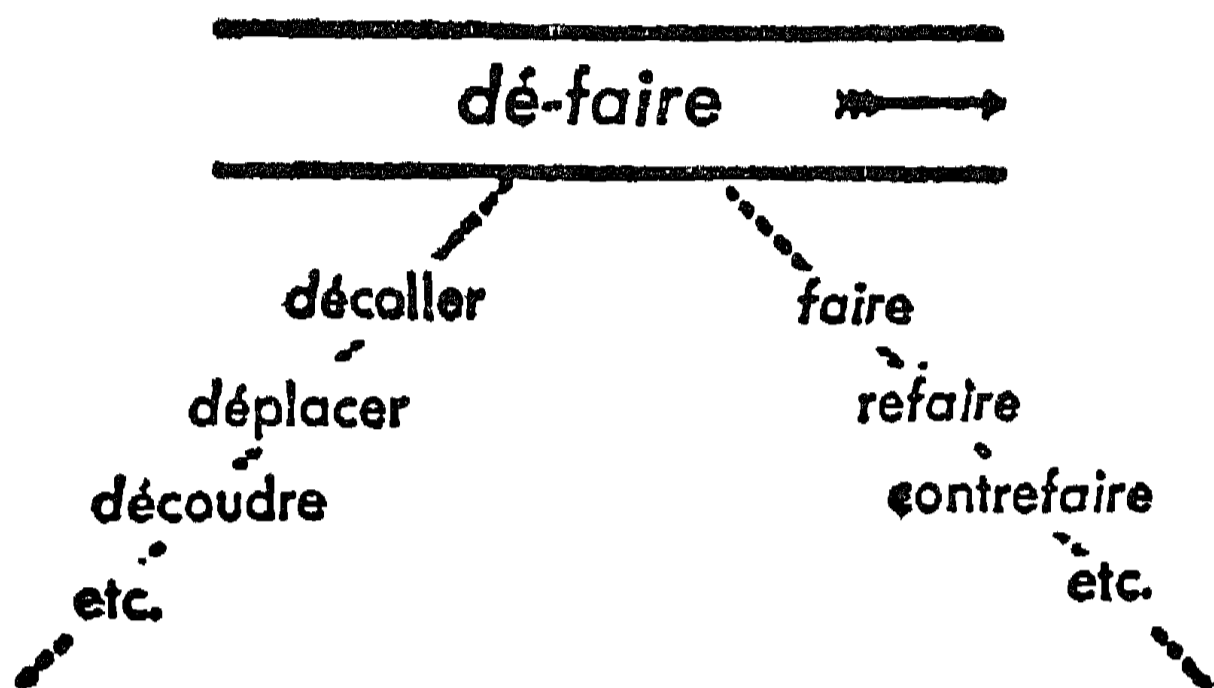 dé-faire
décoller
faire
déplacer
refaire
découdre
contrefaire
etc.
etc.